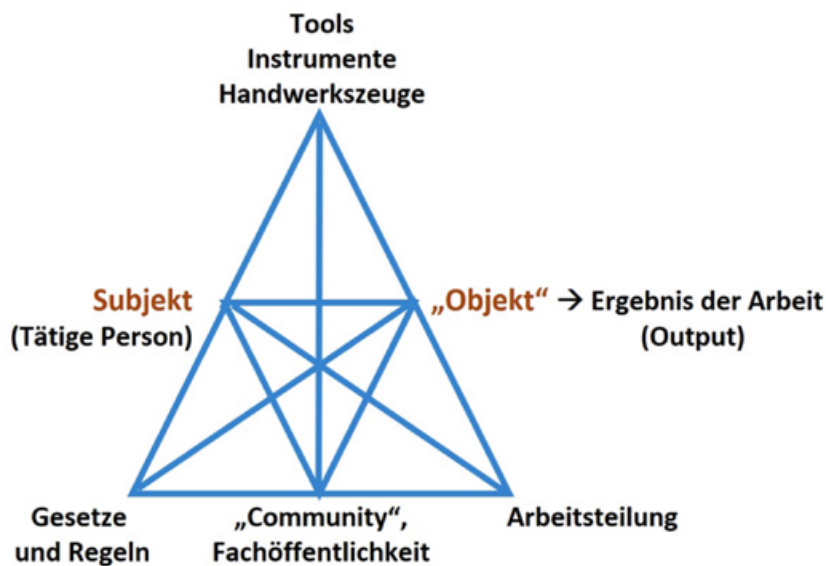 Tools
Instrumente
Handwerkszeuge
Subjekt
(Tätige Person)
„Objekt“ → Ergebnis der Arbeit
(Output)
Gesetze
und Regeln
„Community“,
Fachöffentlichkeit
Arbeitsteilung